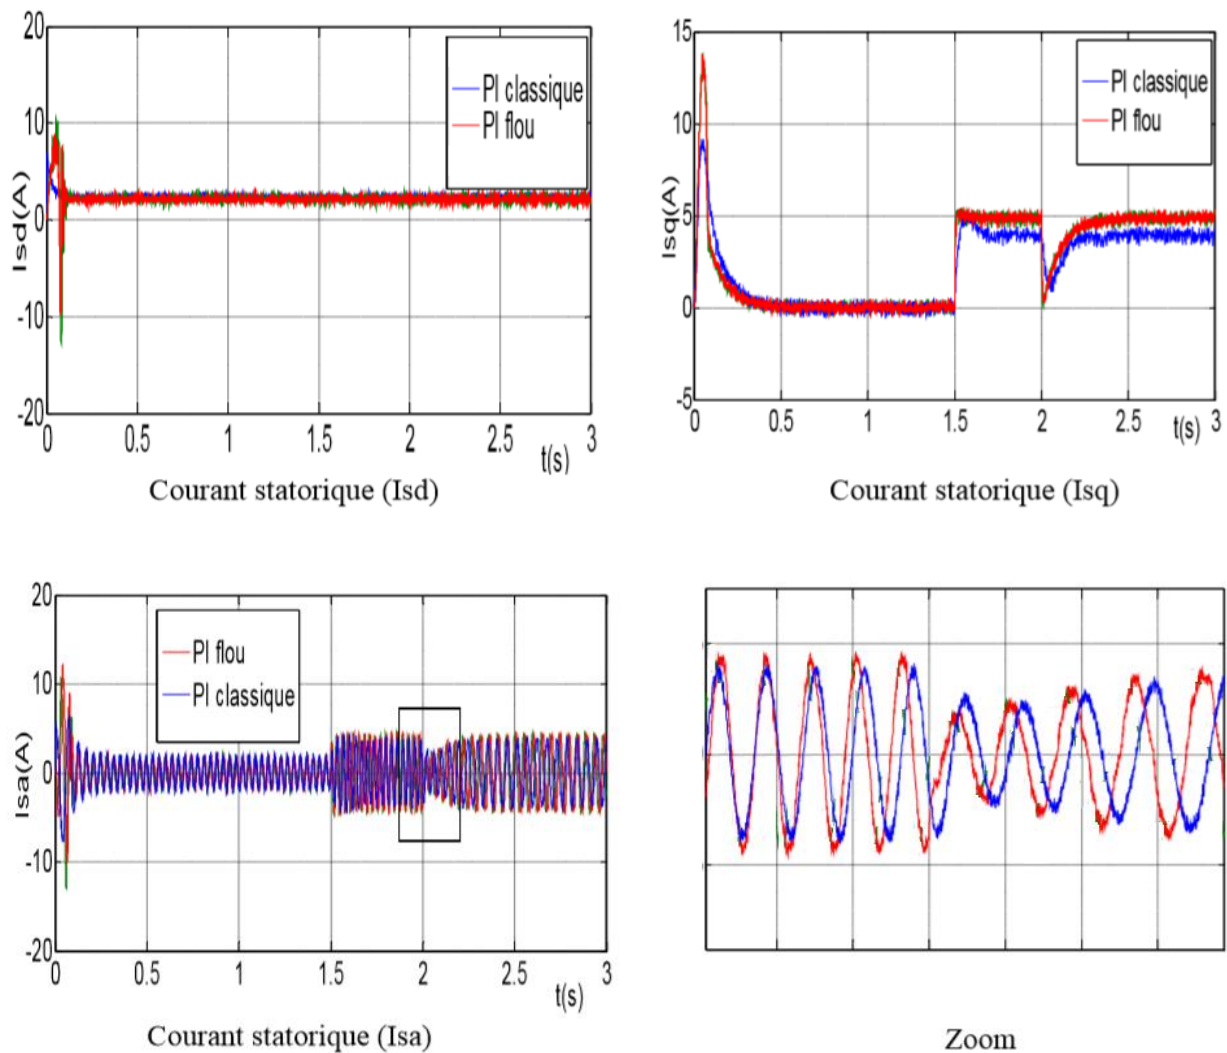 20
10
0
-10
-20
Isd(A)
PI classique
PI flou
0 0.5 1 1.5 2 2.5 3
t(s)
Courant statorique (Isd)
15
10
5
0
-5
Isq(A)
PI classique
PI flou
0 0.5 1 1.5 2 2.5 3
t(s)
Courant statorique (Isq)
20
10
0
-10
-20
Isa(A)
PI flou
PI classique
0 0.5 1 1.5 2 2.5 3
t(s)
Courant statorique (Isa)
Zoom